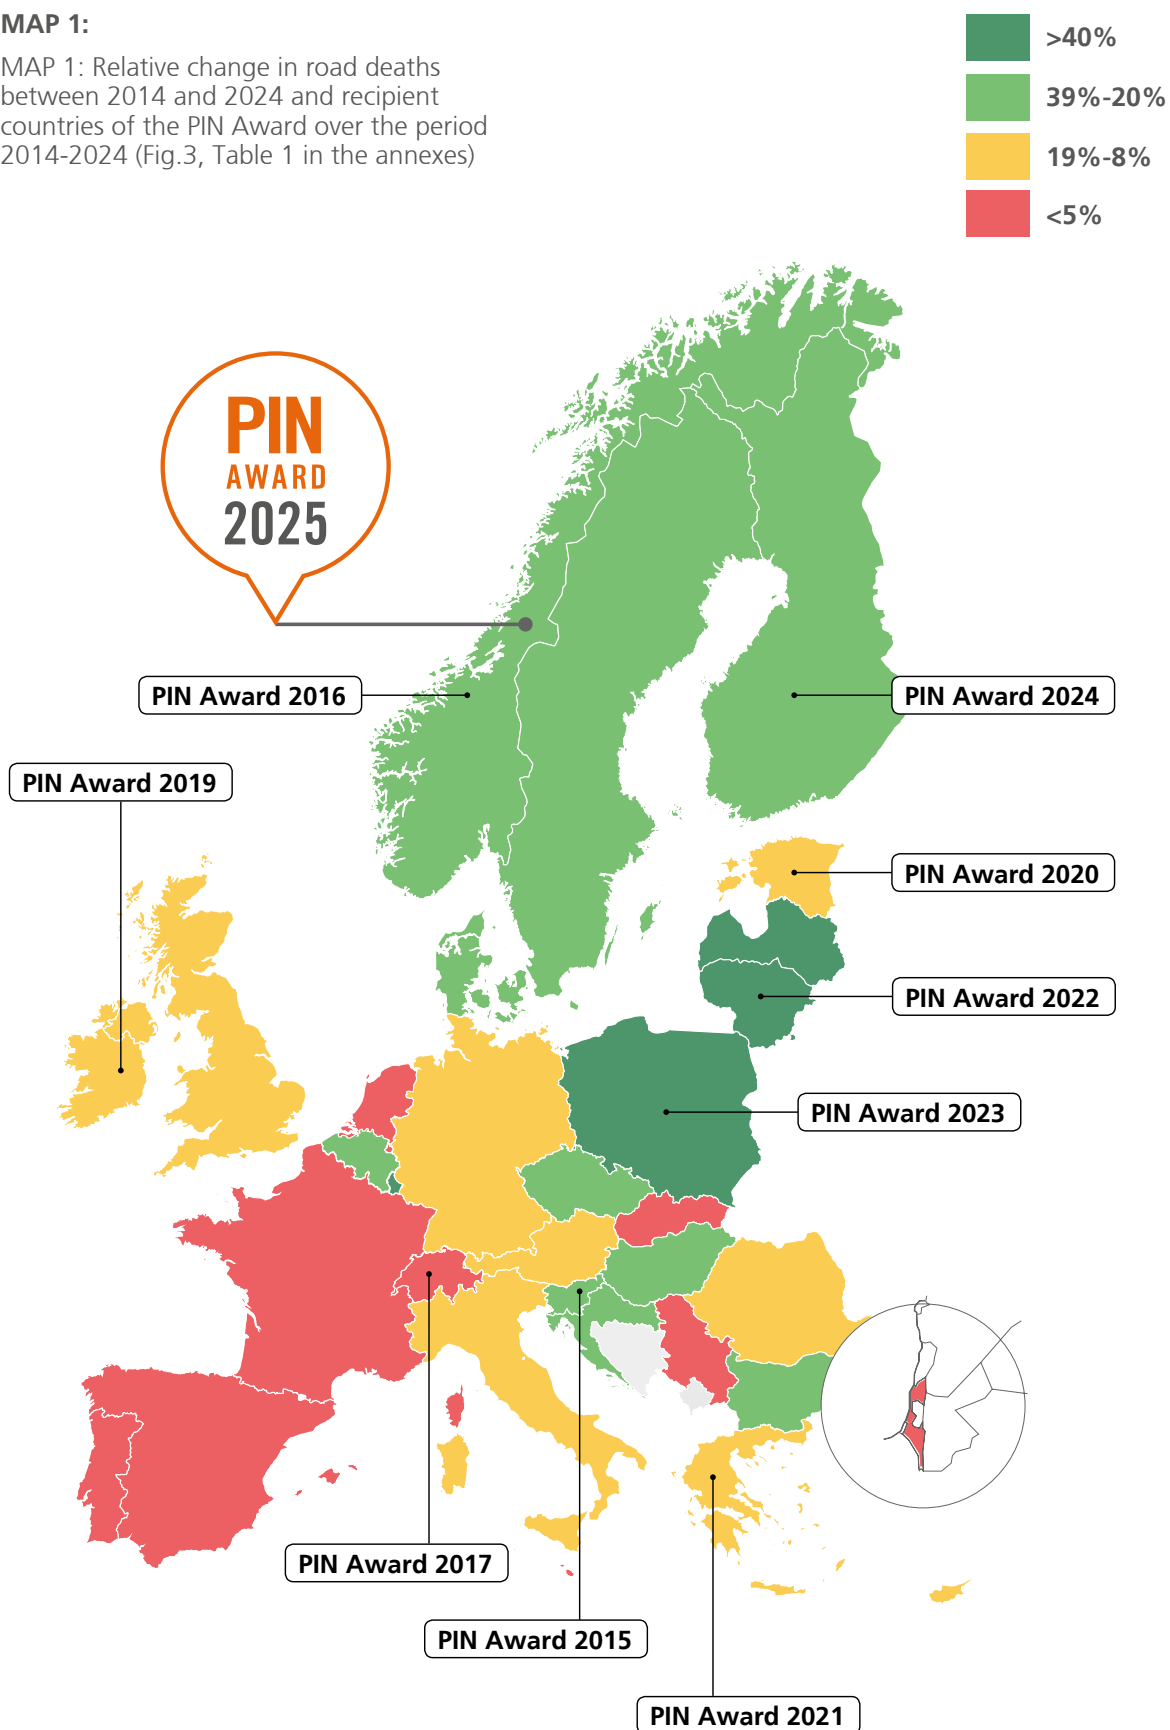 MAP 1:
MAP 1: Relative change in road deaths
between 2014 and 2024 and recipient
countries of the PIN Award over the period
2014-2024 (Fig.3, Table 1 in the annexes)
>40%
39%-20%
19%-8%
<5%
PIN
AWARD
2025
PIN Award 2016
PIN Award 2024
PIN Award 2019
PIN Award 2020
PIN Award 2022
PIN Award 2023
PIN Award 2017
PIN Award 2015
PIN Award 2021